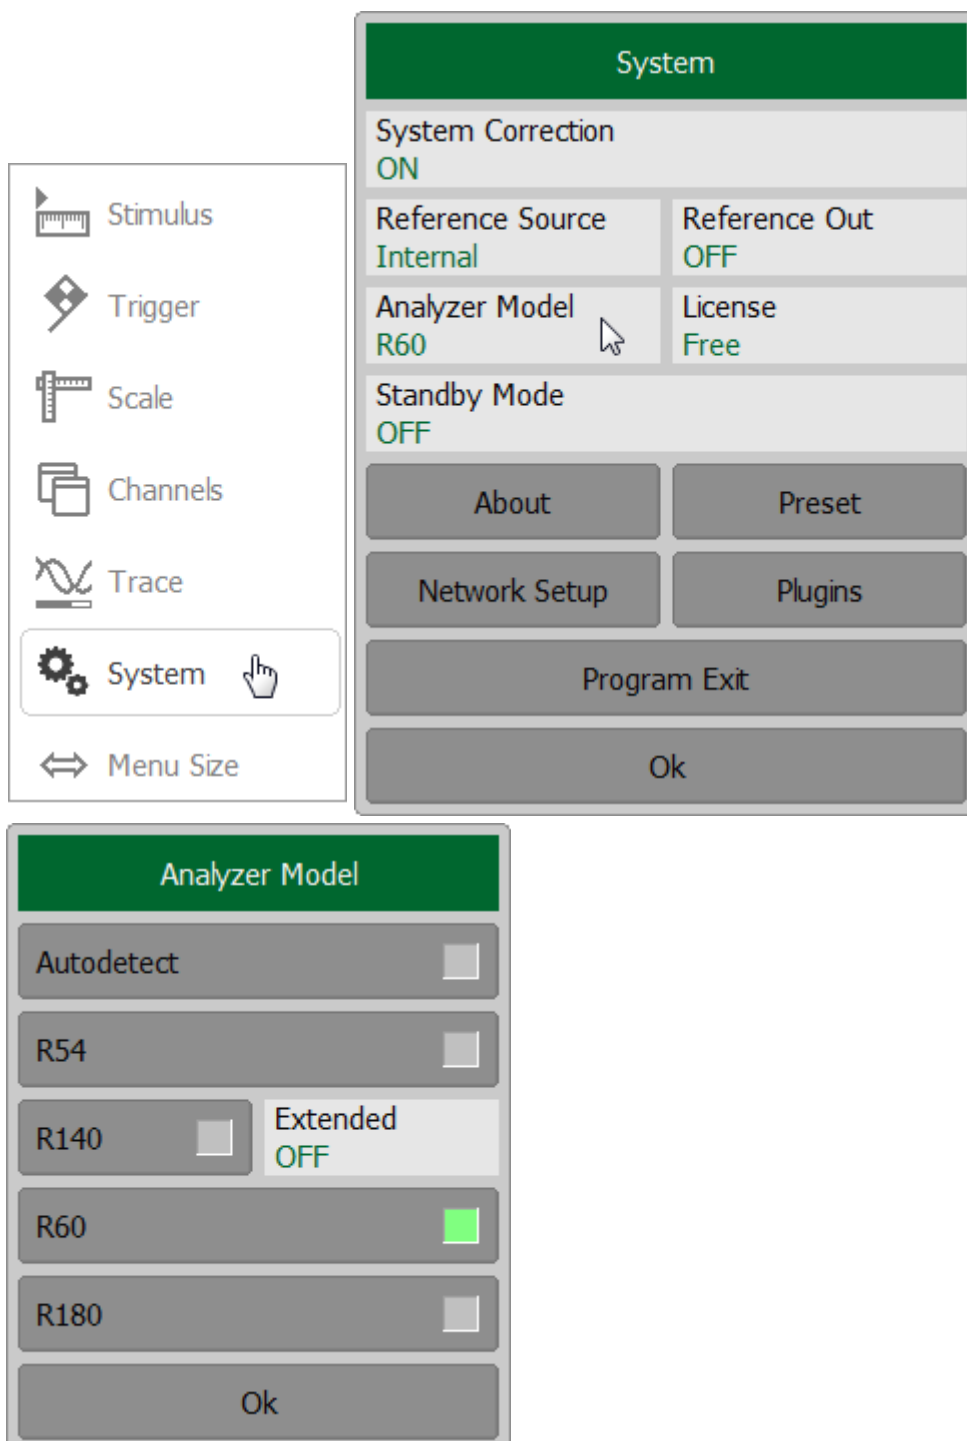 Stimulus
Trigger
Scale
Channels
Trace
System
Menu Size
System
System Correction
ON
Reference Source
Internal
Reference Out
OFF
Analyzer Model
R60
License
Free
Standby Mode
OFF
About
Preset
Network Setup
Plugins
Program Exit
Ok
Analyzer Model
Autodetect
R54
R140
Extended
OFF
R60
R180
Ok